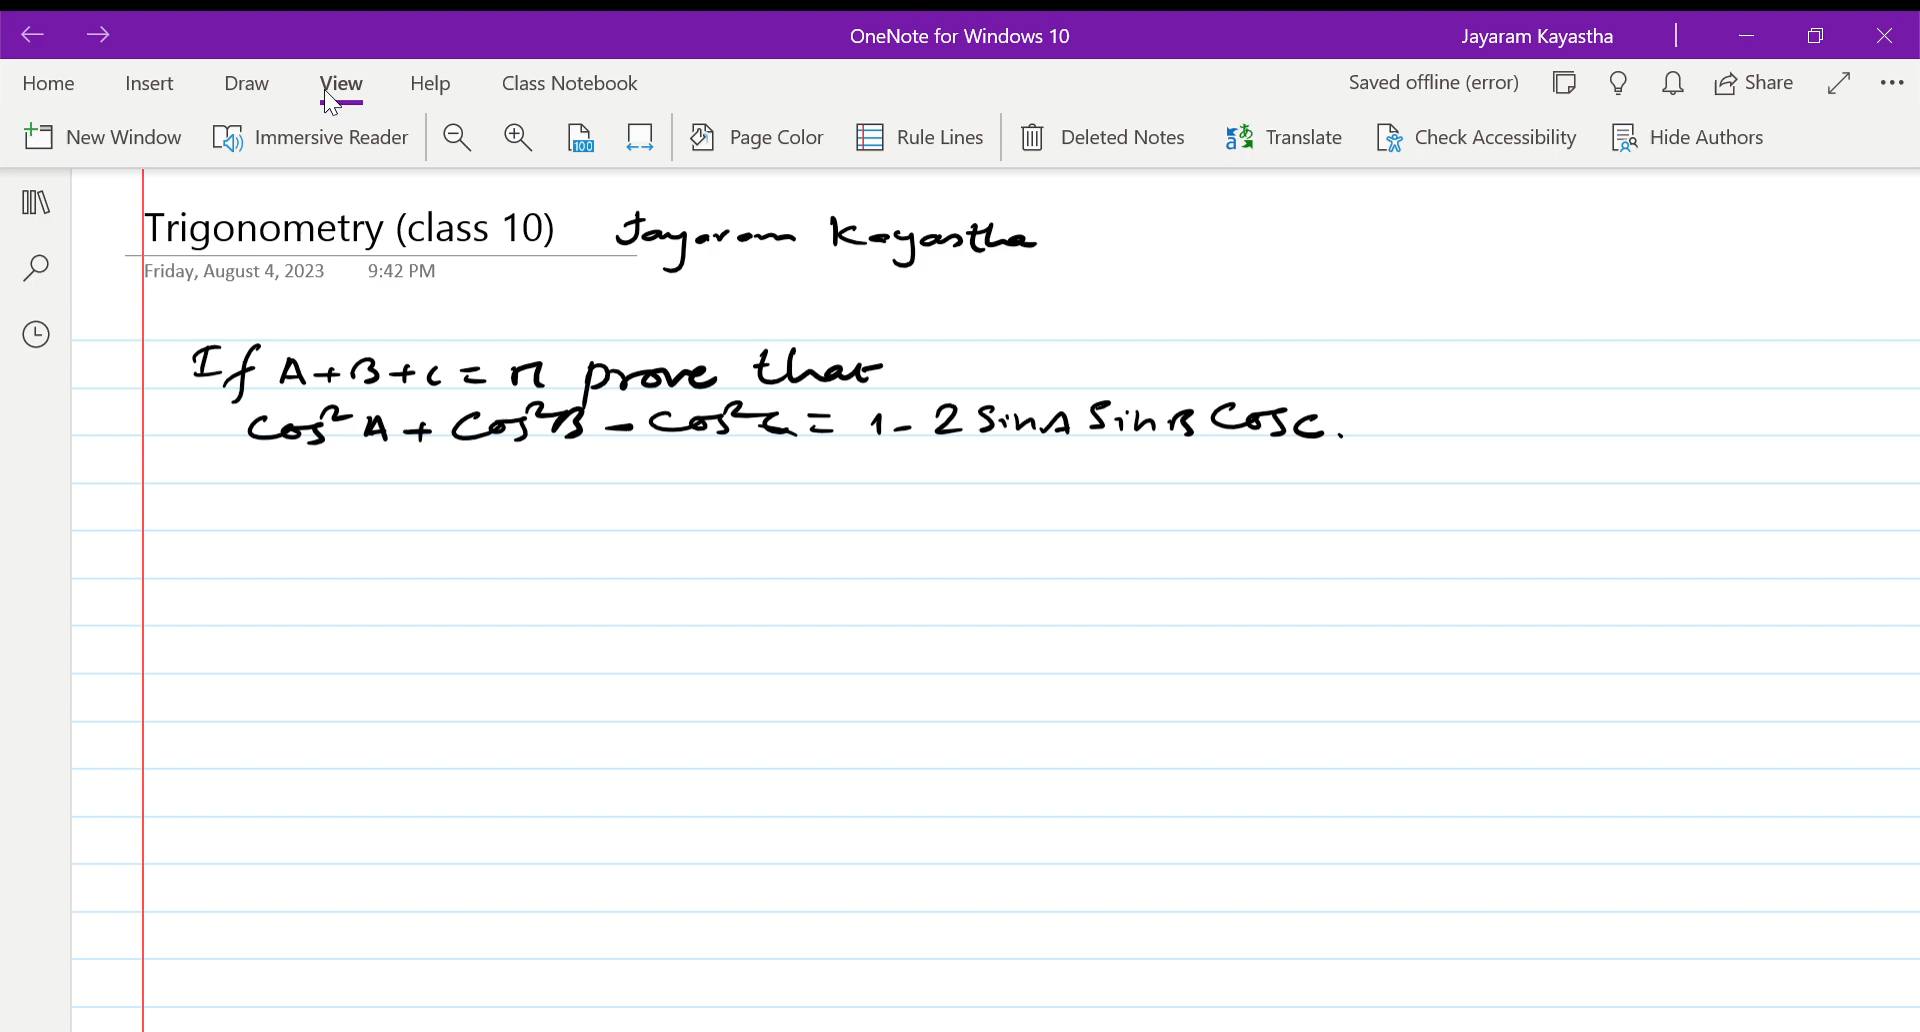 OneNote for Windows 10
Jayaram Kayastha
Home Insert Draw View Help Class Notebook
Saved offline (error) Share
New Window Immersive Reader 100 Page Color Rule Lines Deleted Notes Translate Check Accessibility Hide Authors
Trigonometry (class 10) Jayaram Kayastha
Friday, August 4, 2023 9:42 PM
If A+B+C = π prove that
Cos²A + Cos²B - Cos²C = 1 - 2 SinA SinB CosC.